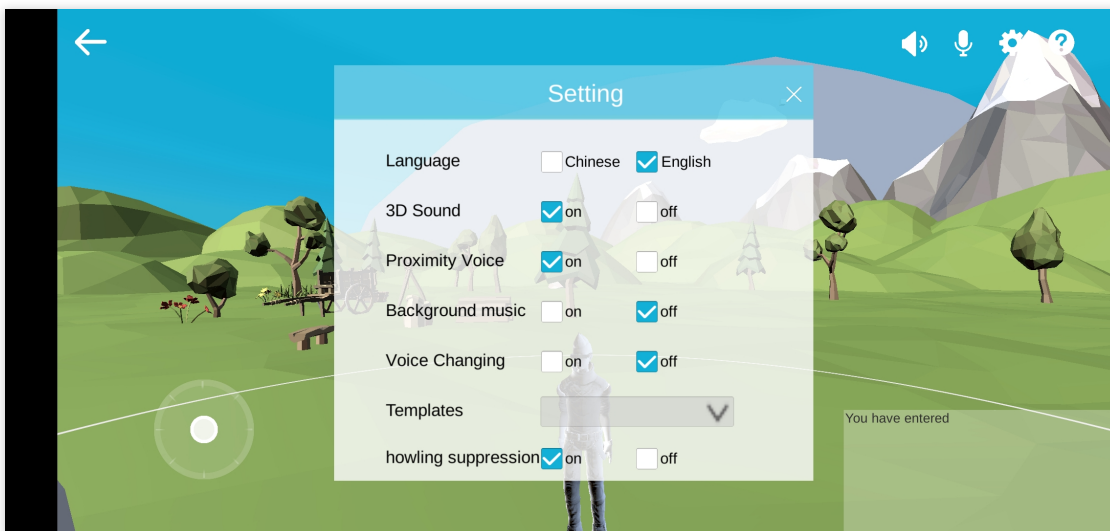 Setting
Language Chinese English
3D Sound on off
Proximity Voice on off
Background music on off
Voice Changing on off
Templates
howling suppression on off
You have entered